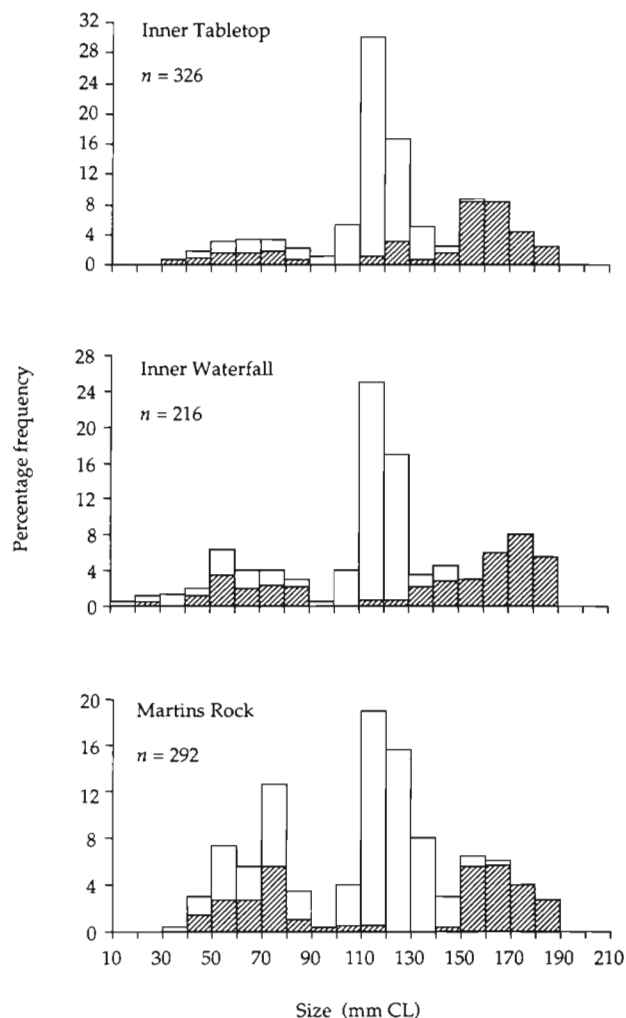 Percentage frequency
32
28
24
20
16
12
8
4
0
Inner Tabletop
n = 326
28
24
20
16
12
8
4
0
Inner Waterfall
n = 216
20
16
12
8
4
0
Martins Rock
n = 292
10 30 50 70 90 110 130 150 170 190 210
Size (mm CL)